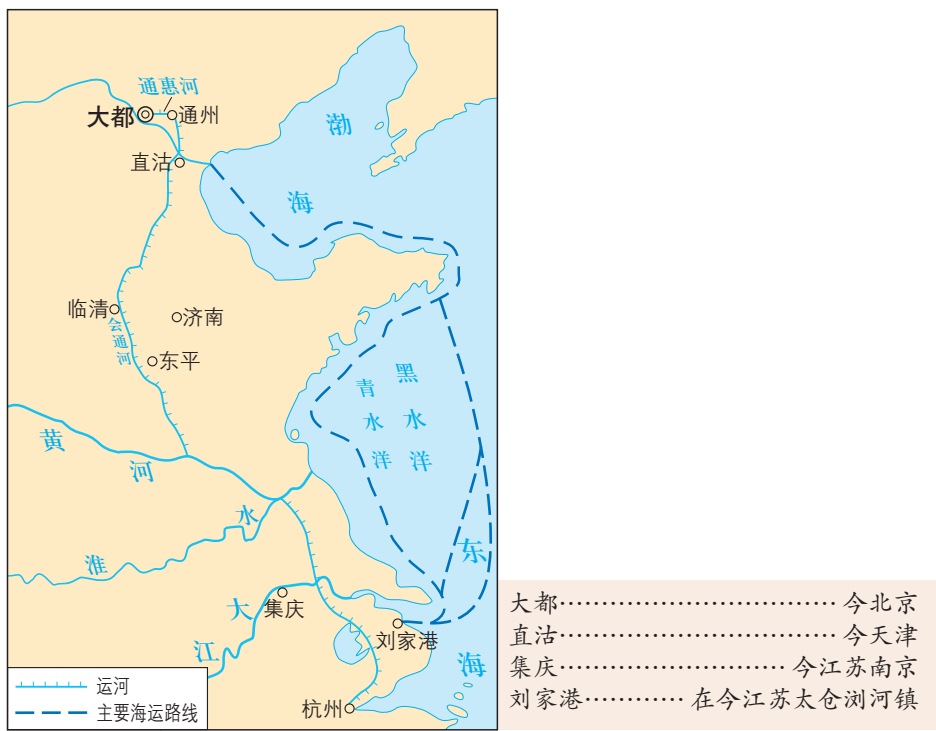 通惠河
大都
通州
直沽
渤
海
临清
济南
会通河
东平
青水洋
黑水洋
黄
河
淮
水
东
海
大
江
集庆
刘家港
杭州
运河
主要海运路线
大都································今北京
直沽································今天津
集庆··························今江苏南京
刘家港············在今江苏太仓浏河镇